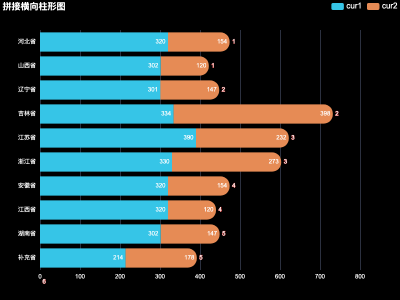 拼接横向柱形图
cur1 cur2
河北省 320 154 1
山西省 302 120 1
辽宁省 301 147 2
吉林省 334 398 2
江苏省 390 232 3
浙江省 330 273 3
安徽省 320 154 4
江西省 320 120 4
湖南省 302 147 5
补充省 214 178 5
0 100 200 300 400 500 600 700 800
6